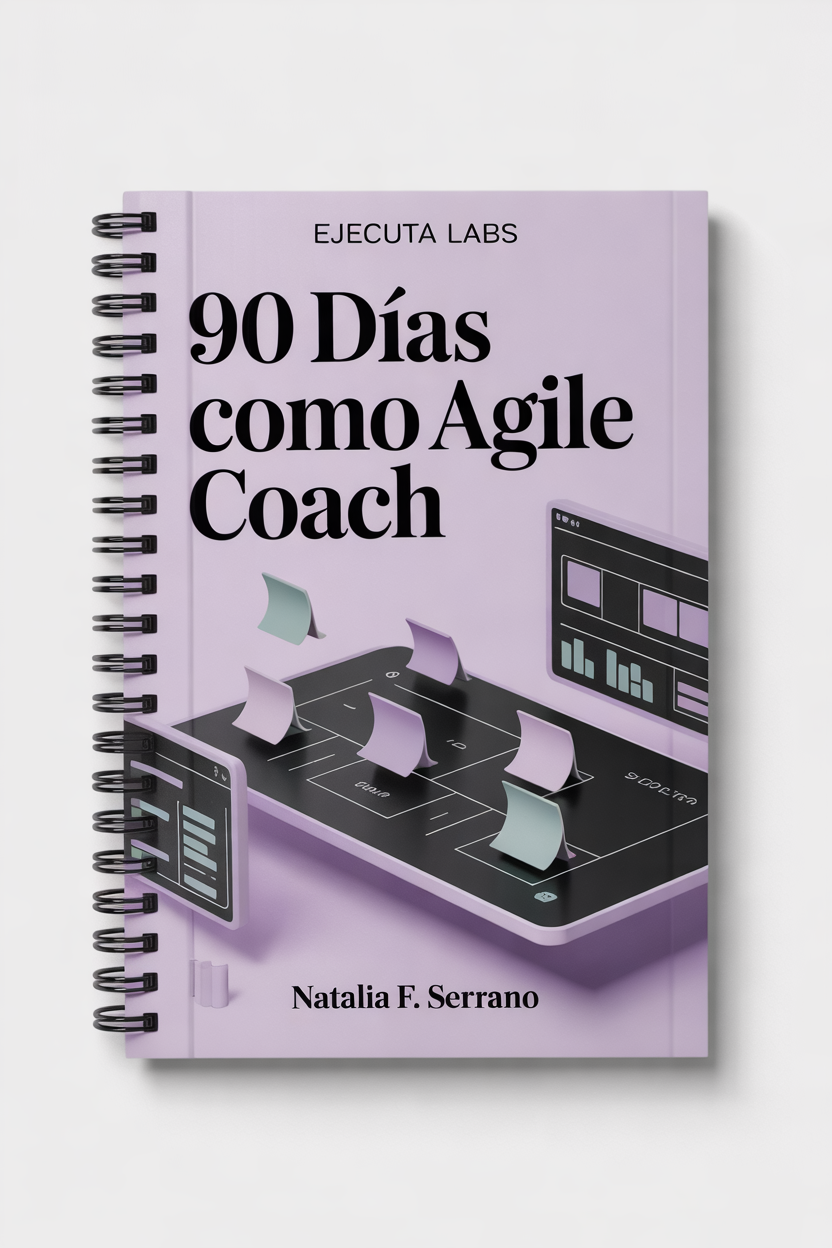 EJECUTA LABS
90 Días
como Agile
Coach
Natalia F. Serrano